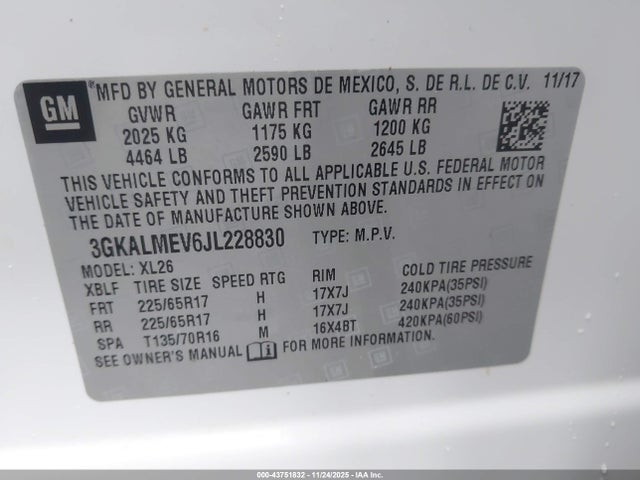 GM
*MFD BY GENERAL MOTORS DE MEXICO, S. DE R.L. DE C.V. 11/17
GVWR GAWR FRT GAWR RR
2025 KG 1175 KG 1200 KG
4464 LB 2590 LB 2645 LB
THIS VEHICLE CONFORMS TO ALL APPLICABLE U.S. FEDERAL MOTOR
VEHICLE SAFETY AND THEFT PREVENTION STANDARDS IN EFFECT ON
THE DATE OF MANUFACTURE SHOWN ABOVE.
3GKALMEV6JL228830 TYPE: M.P.V.
MODEL: XL26
XBLF TIRE SIZE SPEED RTG RIM COLD TIRE PRESSURE
FRT 225/65R17 H 17X7J 240KPA(35PSI)
RR 225/65R17 H 17X7J 240KPA(35PSI)
SPA T135/70R16 M 16X4BT 420KPA(60PSI)
SEE OWNER'S MANUAL FOR MORE INFORMATION.
000-43751832 - 11/24/2025 - IAA Inc.